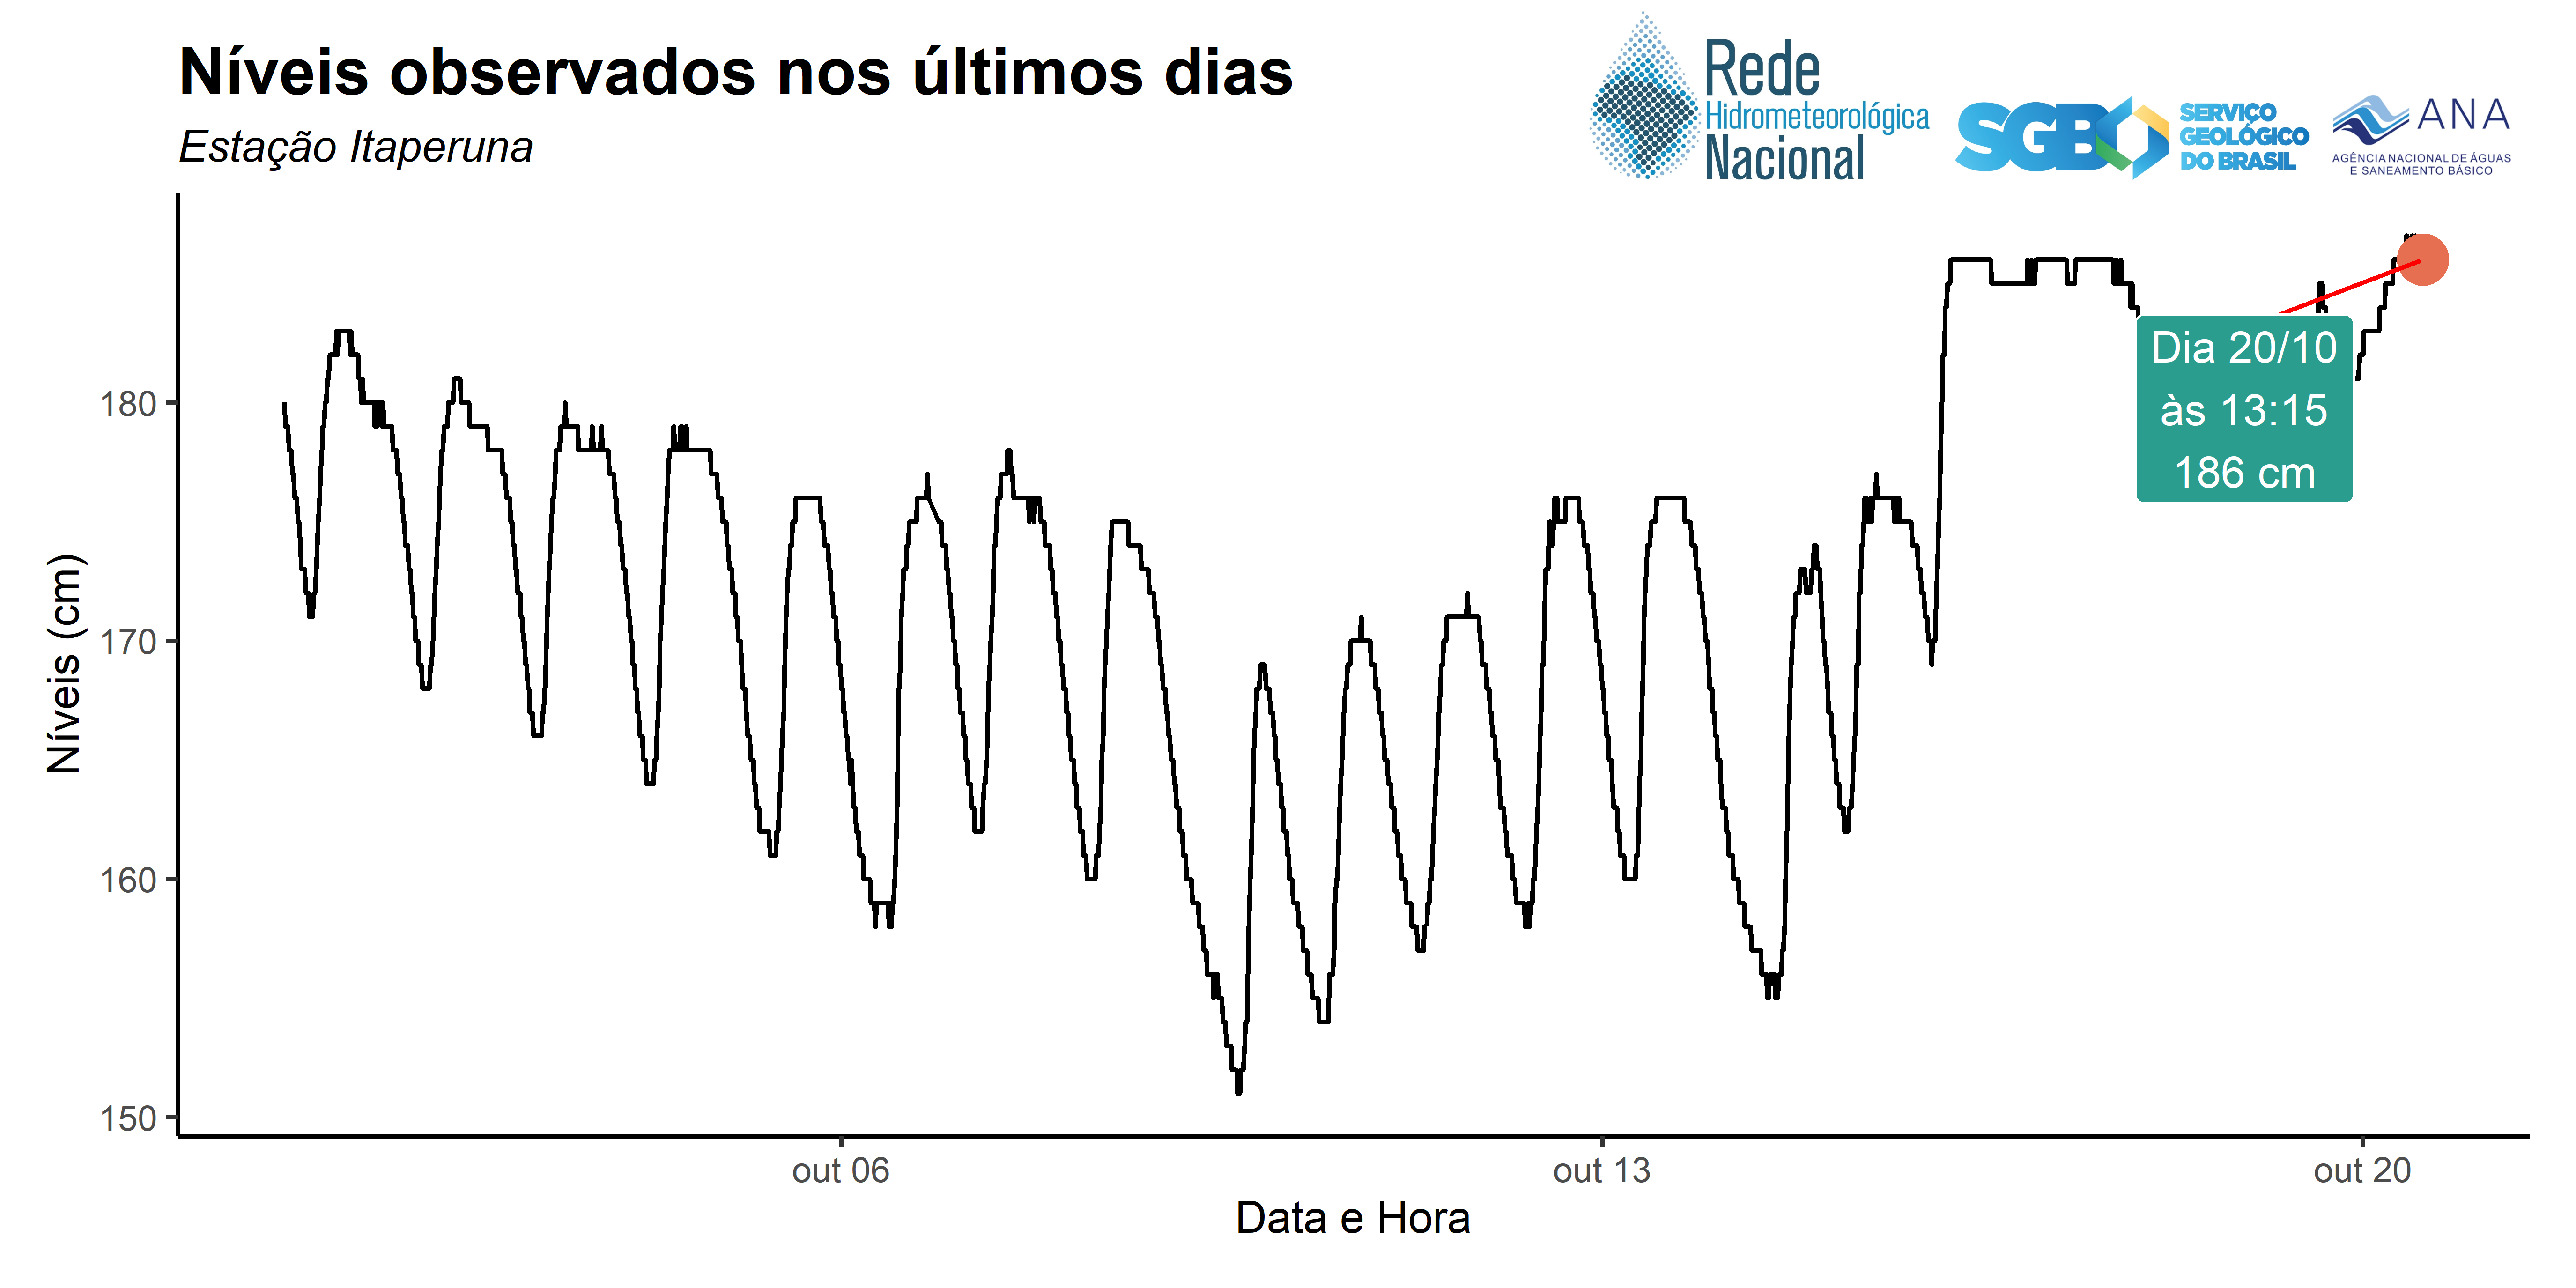 Níveis observados nos últimos dias
Estação Itaperuna
Rede
Hidrometeorológica
Nacional
SGB
SERVIÇO
GEOLÓGICO
DO BRASIL
ANA
AGÊNCIA NACIONAL DE ÁGUAS
E SANEAMENTO BÁSICO
Níveis (cm)
180
170
160
150
Dia 20/10
às 13:15
186 cm
out 06
out 13
out 20
Data e Hora